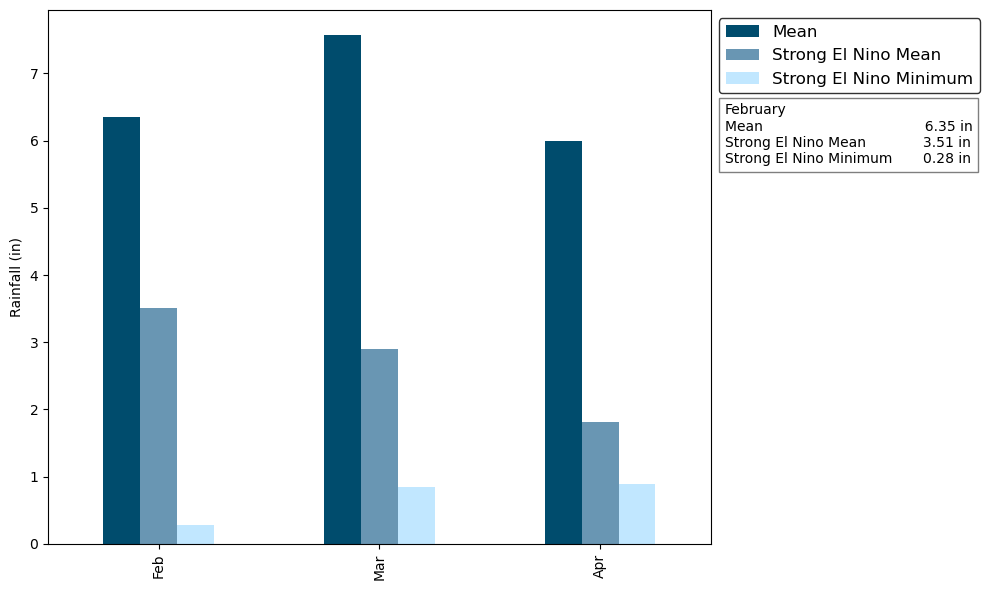 Mean
Strong El Nino Mean
Strong El Nino Minimum
February
Mean 6.35 in
Strong El Nino Mean 3.51 in
Strong El Nino Minimum 0.28 in
Rainfall (in)
7
6
5
4
3
2
1
0
Feb
Mar
Apr